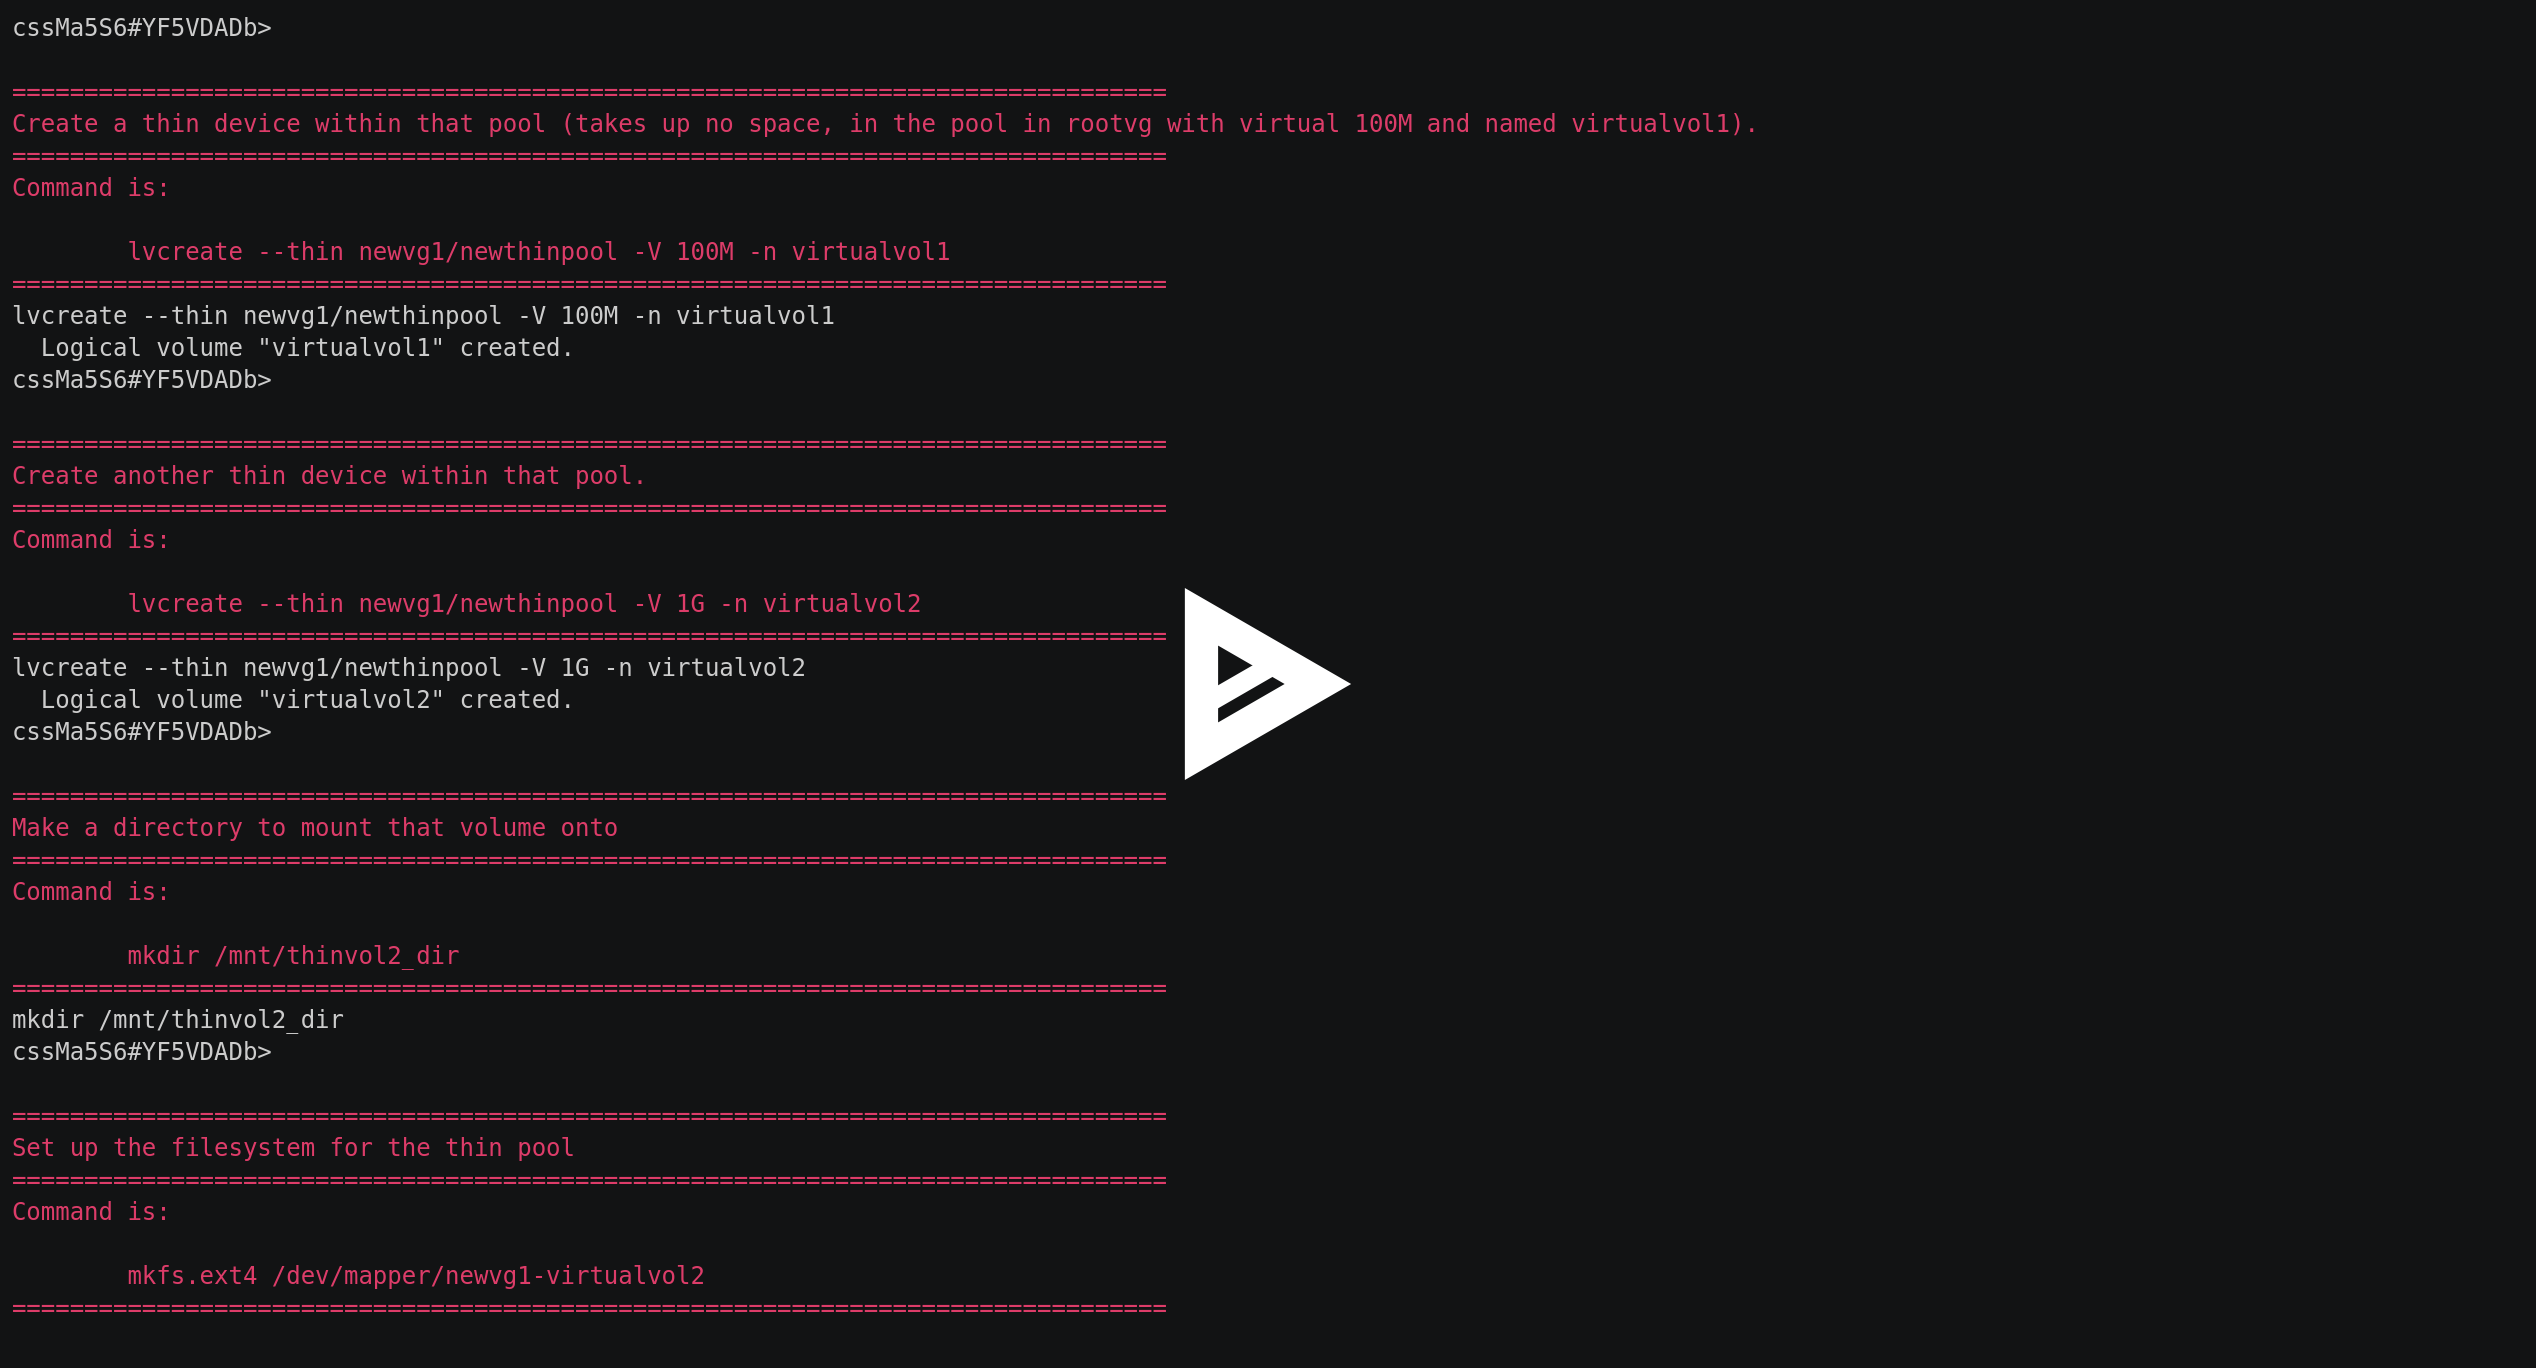 cssMa5S6#YF5VDADb>
================================================================================
Create a thin device within that pool (takes up no space, in the pool in rootvg with virtual 100M and named virtualvol1).
================================================================================
Command is:
lvcreate --thin newvg1/newthinpool -V 100M -n virtualvol1
================================================================================
lvcreate --thin newvg1/newthinpool -V 100M -n virtualvol1
Logical volume "virtualvol1" created.
cssMa5S6#YF5VDADb>
================================================================================
Create another thin device within that pool.
================================================================================
Command is:
lvcreate --thin newvg1/newthinpool -V 1G -n virtualvol2
================================================================================
lvcreate --thin newvg1/newthinpool -V 1G -n virtualvol2
Logical volume "virtualvol2" created.
cssMa5S6#YF5VDADb>
================================================================================
Make a directory to mount that volume onto
================================================================================
Command is:
mkdir /mnt/thinvol2_dir
================================================================================
mkdir /mnt/thinvol2_dir
cssMa5S6#YF5VDADb>
================================================================================
Set up the filesystem for the thin pool
================================================================================
Command is:
mkfs.ext4 /dev/mapper/newvg1-virtualvol2
================================================================================